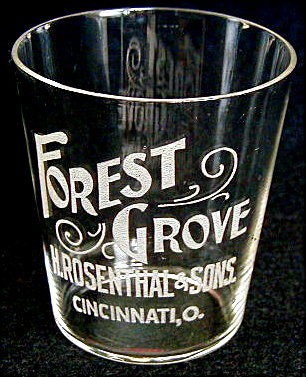 FOREST
GROVE
H.ROSENTHAL & SONS.
CINCINNATI,O.